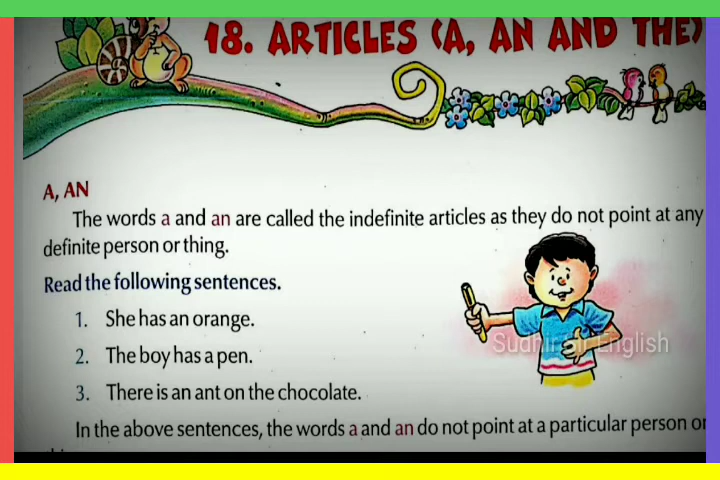 18. ARTICLES (A, AN AND THE)
A, AN
The words a and an are called the indefinite articles as they do not point at any
definite person or thing.
Read the following sentences.
1. She has an orange.
2. The boy has a pen.
Sudhir ji English
3. There is an ant on the chocolate.
In the above sentences, the words a and an do not point at a particular person or